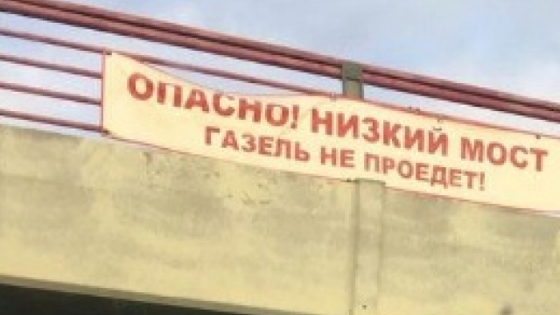 ОПАСНО! НИЗКИЙ МОСТ
ГАЗЕЛЬ НЕ ПРОЕДЕТ!